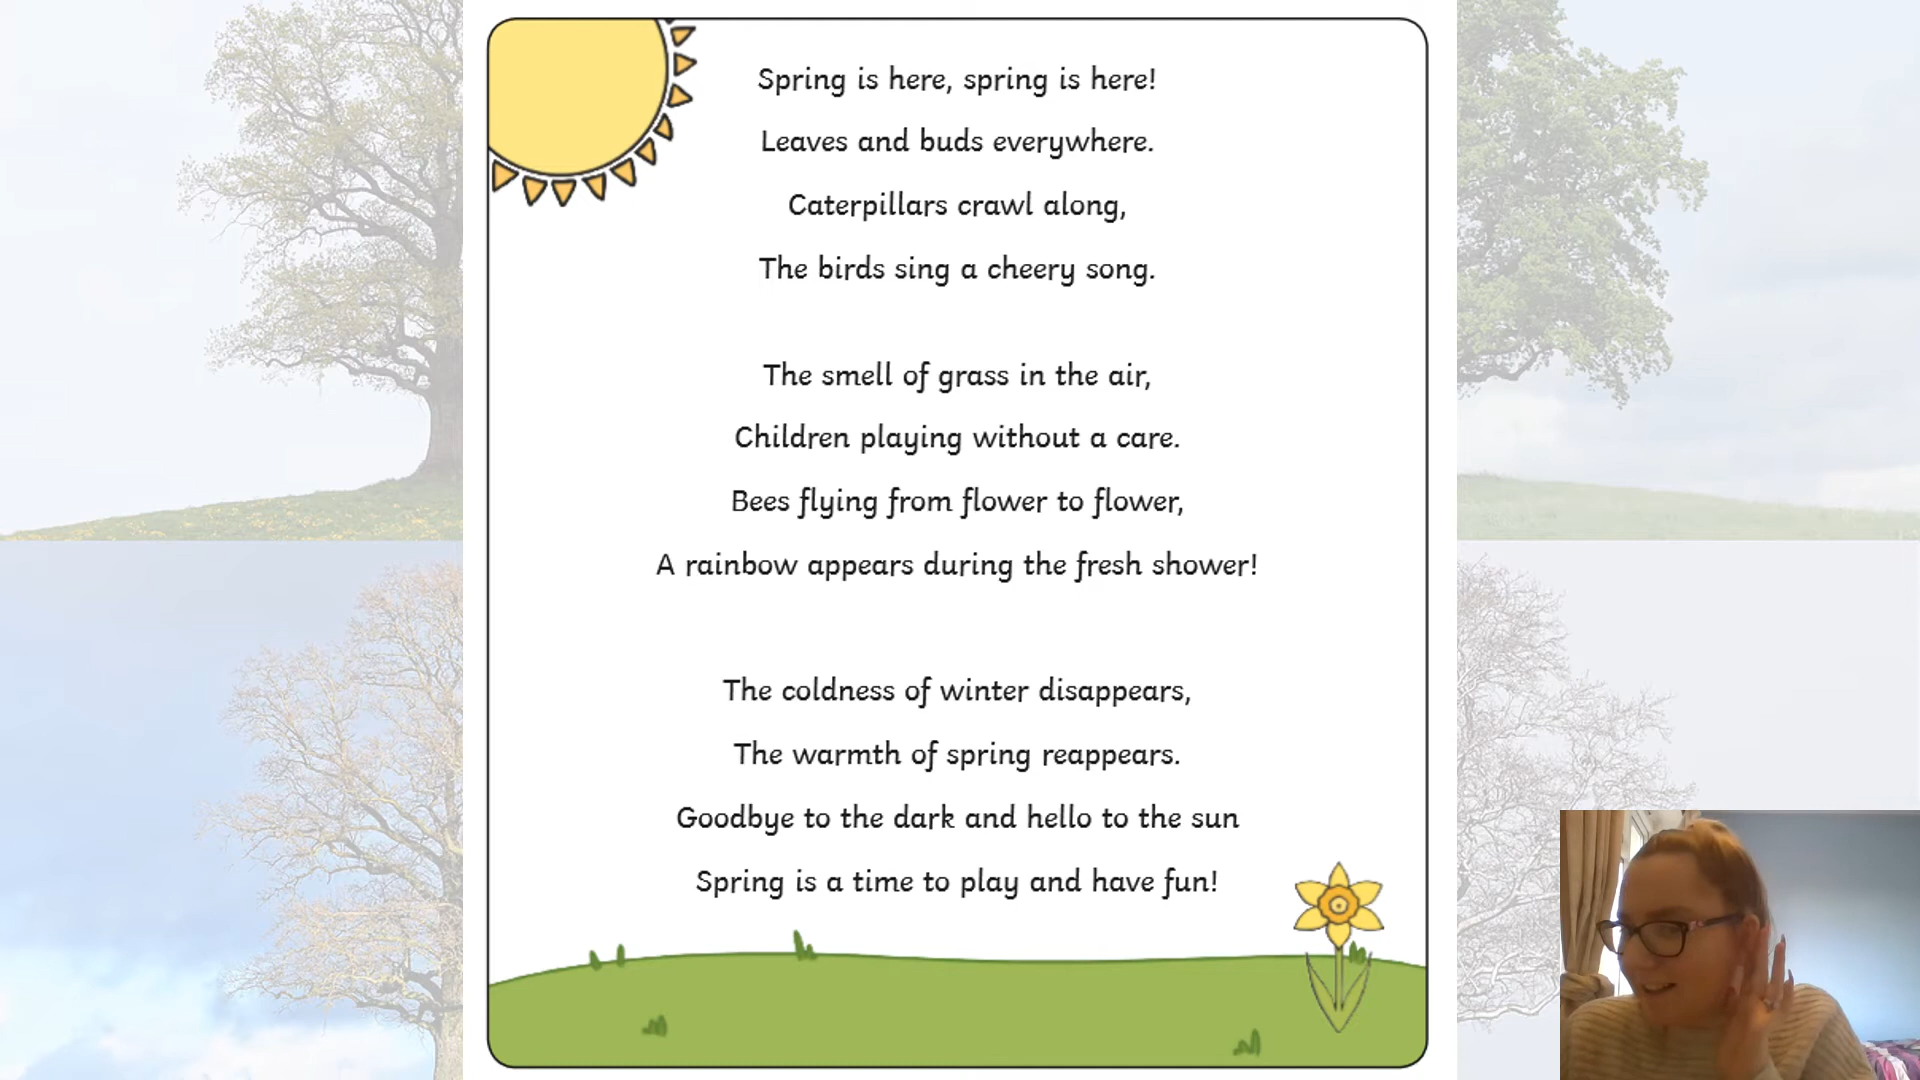 Spring is here, spring is here!
Leaves and buds everywhere.
Caterpillars crawl along,
The birds sing a cheery song.
The smell of grass in the air,
Children playing without a care.
Bees flying from flower to flower,
A rainbow appears during the fresh shower!
The coldness of winter disappears,
The warmth of spring reappears.
Goodbye to the dark and hello to the sun
Spring is a time to play and have fun!